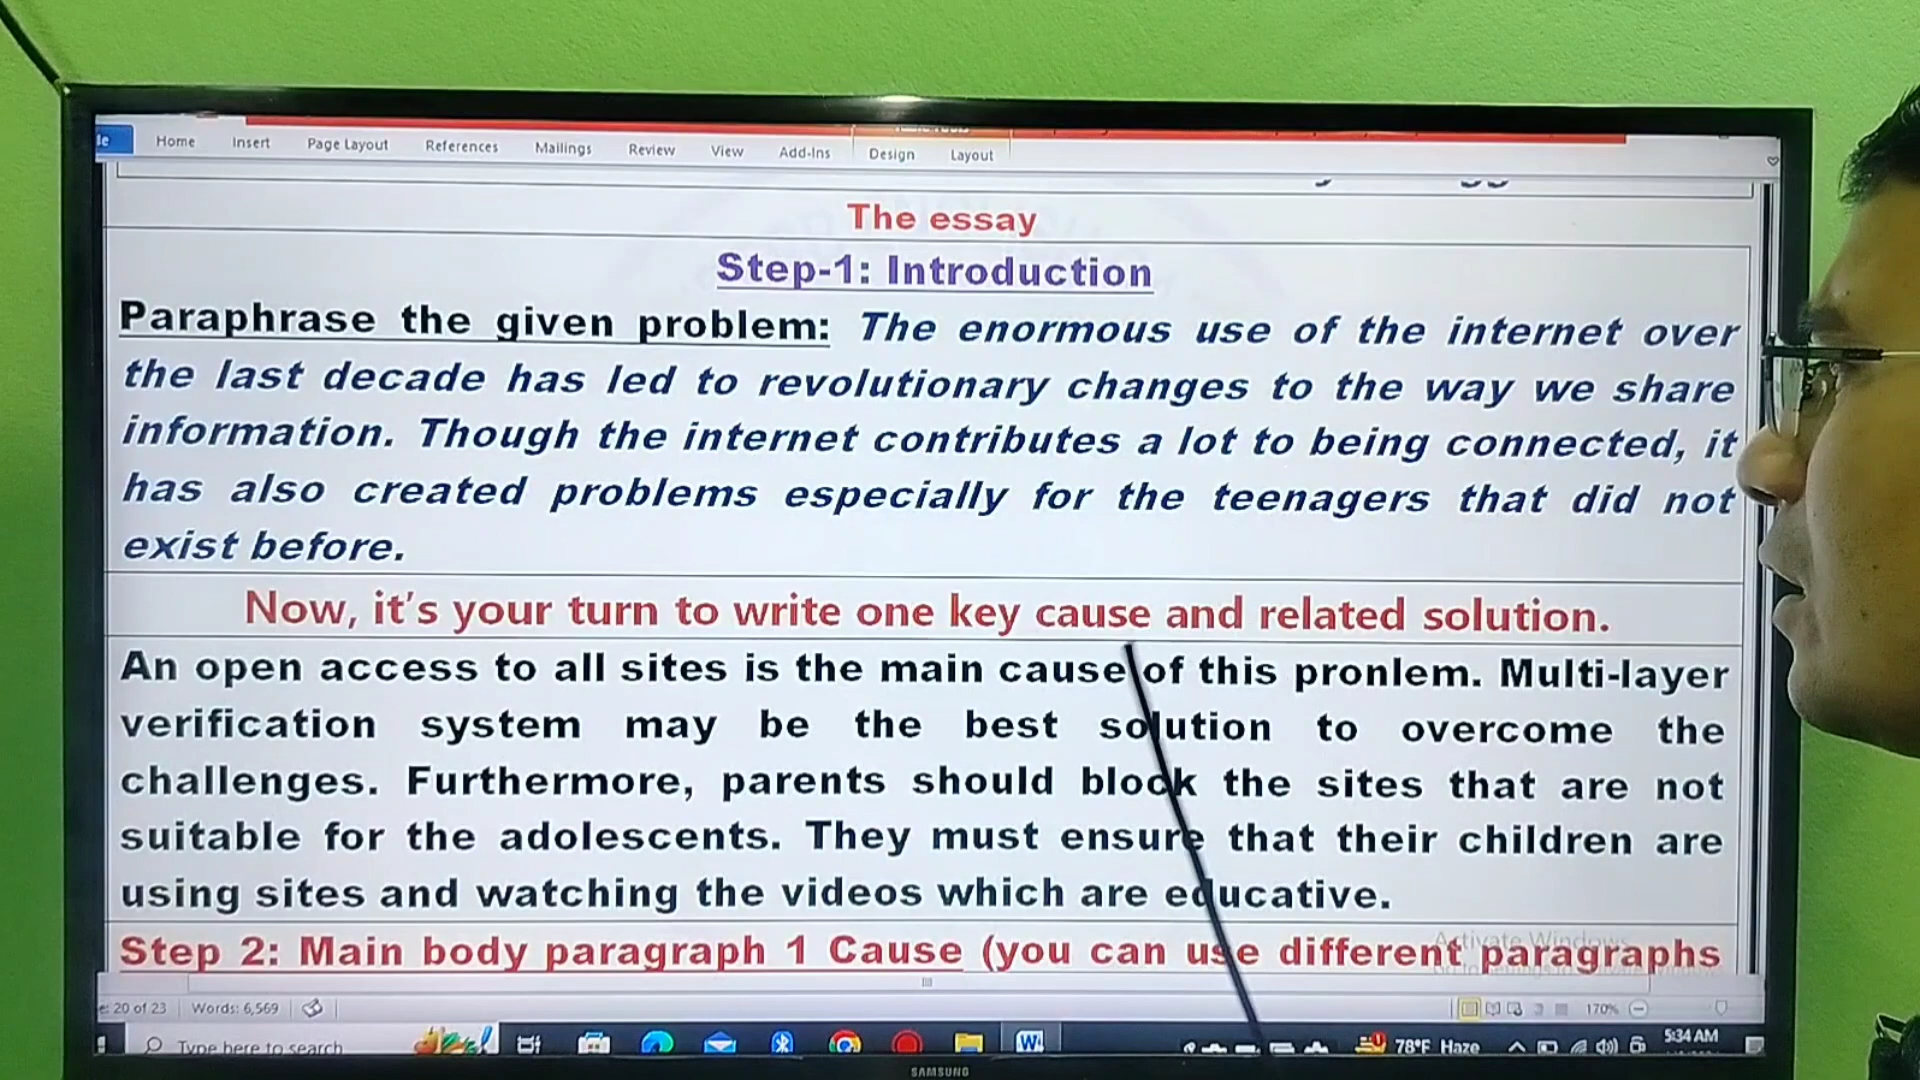 Home Insert Page Layout References Mailings Review View Add-Ins Design Layout
The essay
Step-1: Introduction
Paraphrase the given problem: The enormous use of the internet over
the last decade has led to revolutionary changes to the way we share
information. Though the internet contributes a lot to being connected, it
has also created problems especially for the teenagers that did not
exist before.
Now, it's your turn to write one key cause and related solution.
An open access to all sites is the main cause of this pronlem. Multi-layer
verification system may be the best solution to overcome the
challenges. Furthermore, parents should block the sites that are not
suitable for the adolescents. They must ensure that their children are
using sites and watching the videos which are educative.
Step 2: Main body paragraph 1 Cause (you can use different paragraphs
Activate Windows
20 of 23 Words: 6,569 170%
Type here to search 78°F Haze 5:34 AM
SAMSUNG